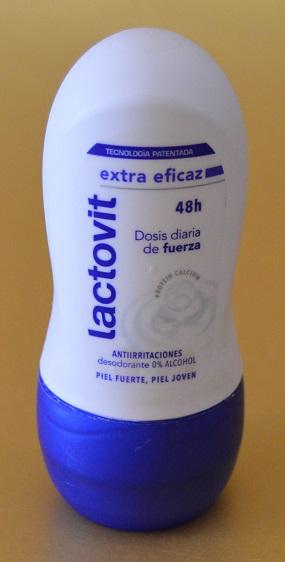 TECNOLOGÍA PATENTADA
extra eficaz
48h
Dosis diaria
de fuerza
lactovit
PROTEIN CALCIUM
ANTIIRRITACIONES
desodorante 0% ALCOHOL
PIEL FUERTE, PIEL JOVEN